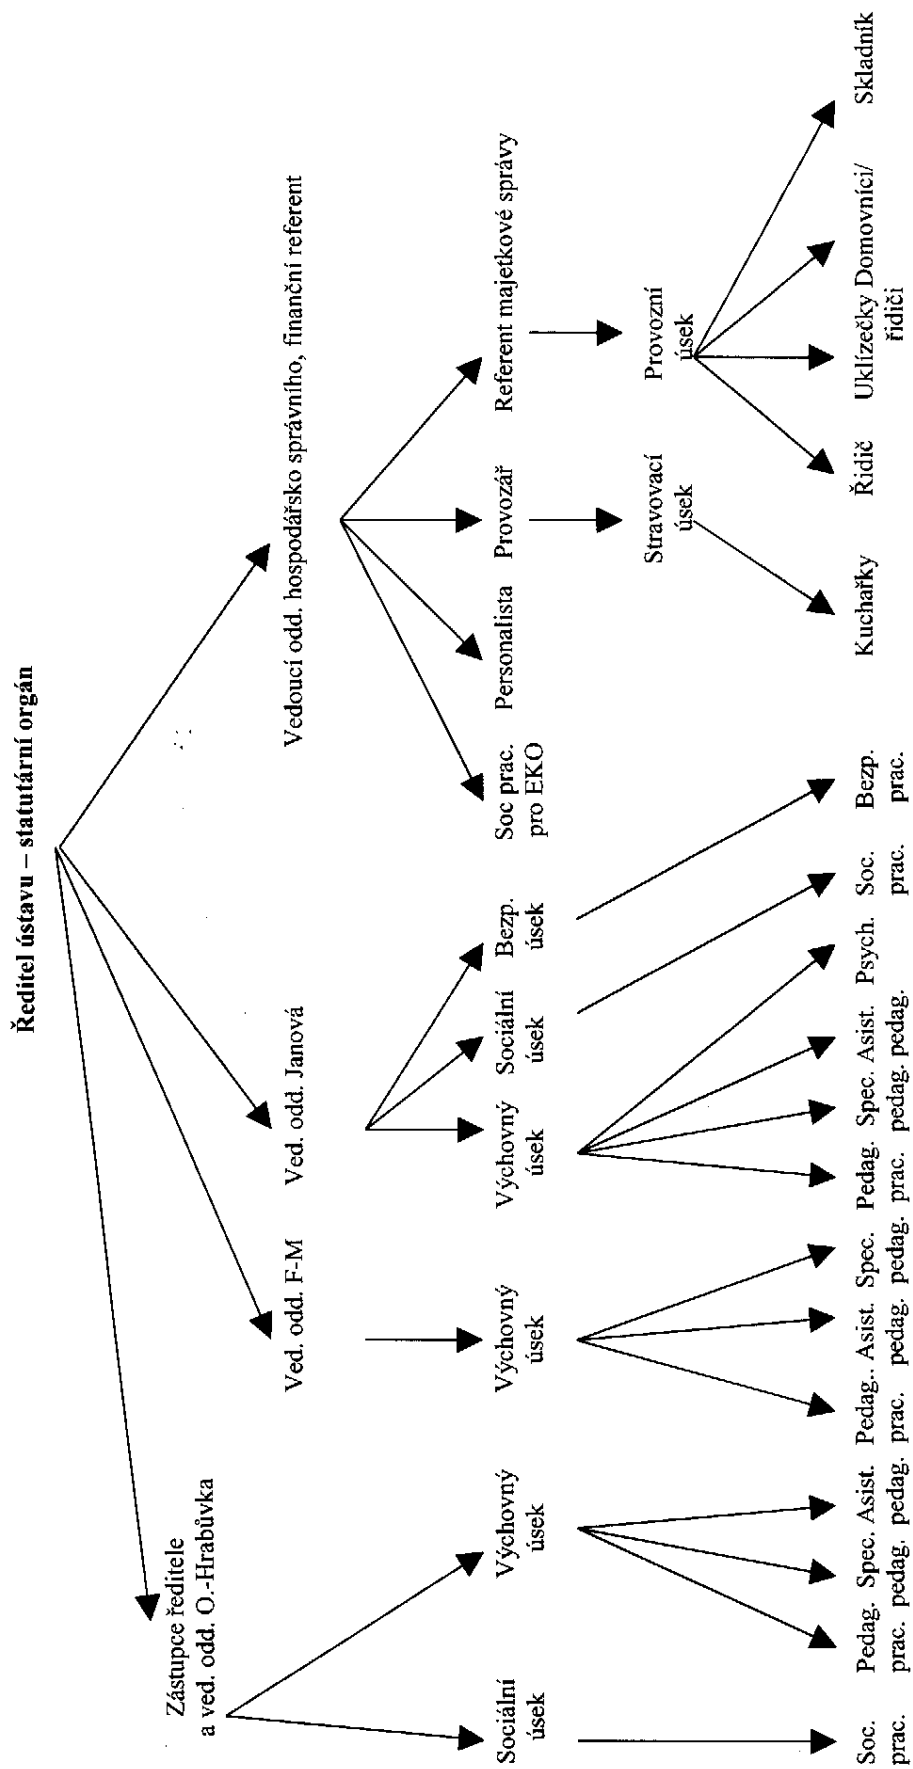 Ředitel ústavu – statutární orgán
Zástupce ředitele
a ved. odd. O.-Hrabůvka
Ved. odd. F-M
Ved. odd. Janová
Vedoucí odd. hospodářsko správního, finanční referent
Sociální
úsek
Výchovný
úsek
Výchovný
úsek
Výchovný
úsek
Sociální
úsek
Bezp.
úsek
Soc prac.
pro EKO
Personalista
Provozář
Referent majetkové správy
Stravovací
úsek
Provozní
úsek
Soc.
prac.
Pedag.
prac.
Spec.
pedag.
Asist.
pedag.
Pedag..
prac.
Asist.
pedag.
Spec.
pedag.
Pedag.
prac.
Spec.
pedag.
Asist.
pedag.
Psych.
Soc.
prac.
Bezp.
prac.
Kuchařky
Řidič
Uklízečky
Domovníci/
řidiči
Skladník